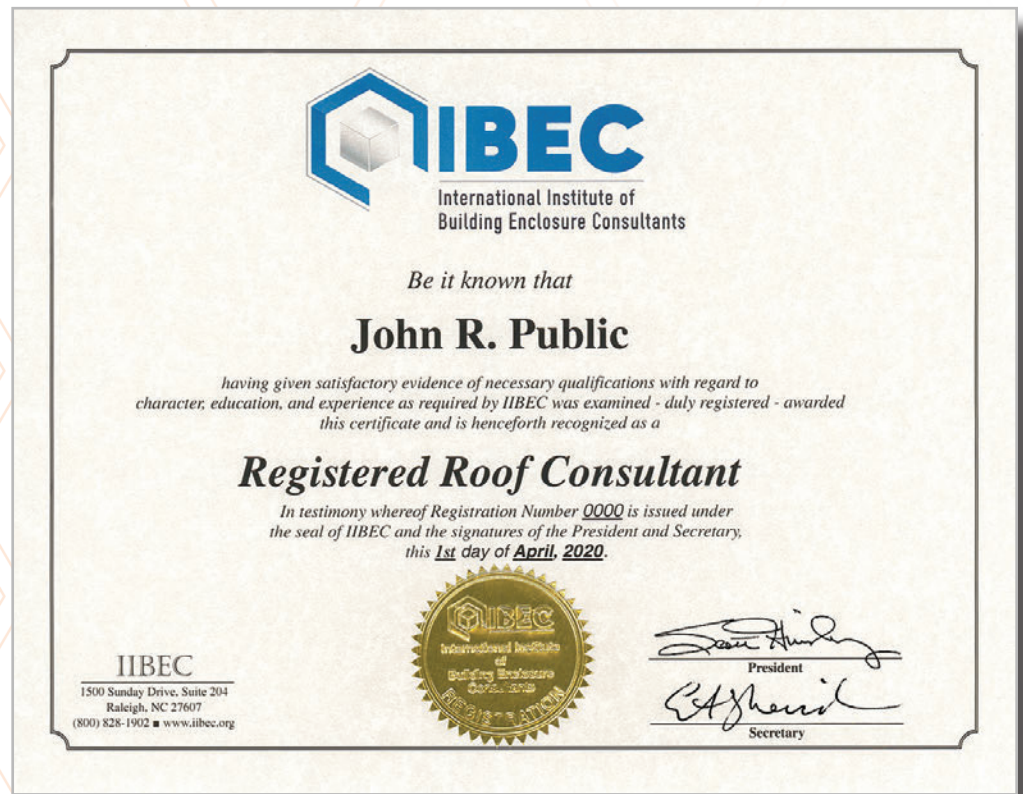 IIBEC
International Institute of
Building Enclosure Consultants
Be it known that
John R. Public
having given satisfactory evidence of necessary qualifications with regard to
character, education, and experience as required by IIBEC was examined - duly registered - awarded
this certificate and is henceforth recognized as a
Registered Roof Consultant
In testimony whereof Registration Number 0000 is issued under
the seal of IIBEC and the signatures of the President and Secretary,
this 1st day of April, 2020.
IIBEC
International Institute
of
Building Enclosure
Consultants
REGISTRATION
IIBEC
1500 Sunday Drive, Suite 204
Raleigh, NC 27607
(800) 828-1902 ■ www.iibec.org
President
Secretary